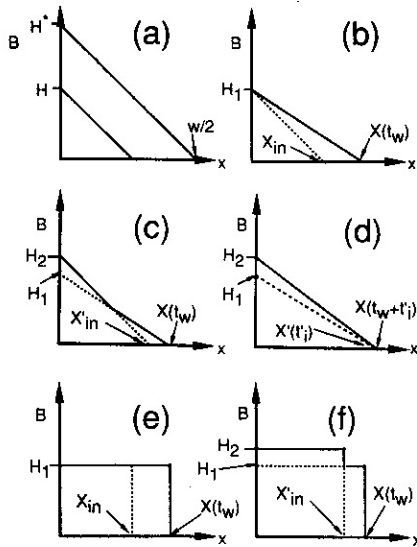 (a)
B
H*
H
w/2
x
(b)
B
H1
Xin
X(tw)
x
(c)
B
H2
H1
X'in
X(tw)
x
(d)
B
H2
H1
X'(t'i)
X(tw+t'i)
x
(e)
B
H1
Xin
X(tw)
x
(f)
B
H2
H1
X'in
X(tw)
x